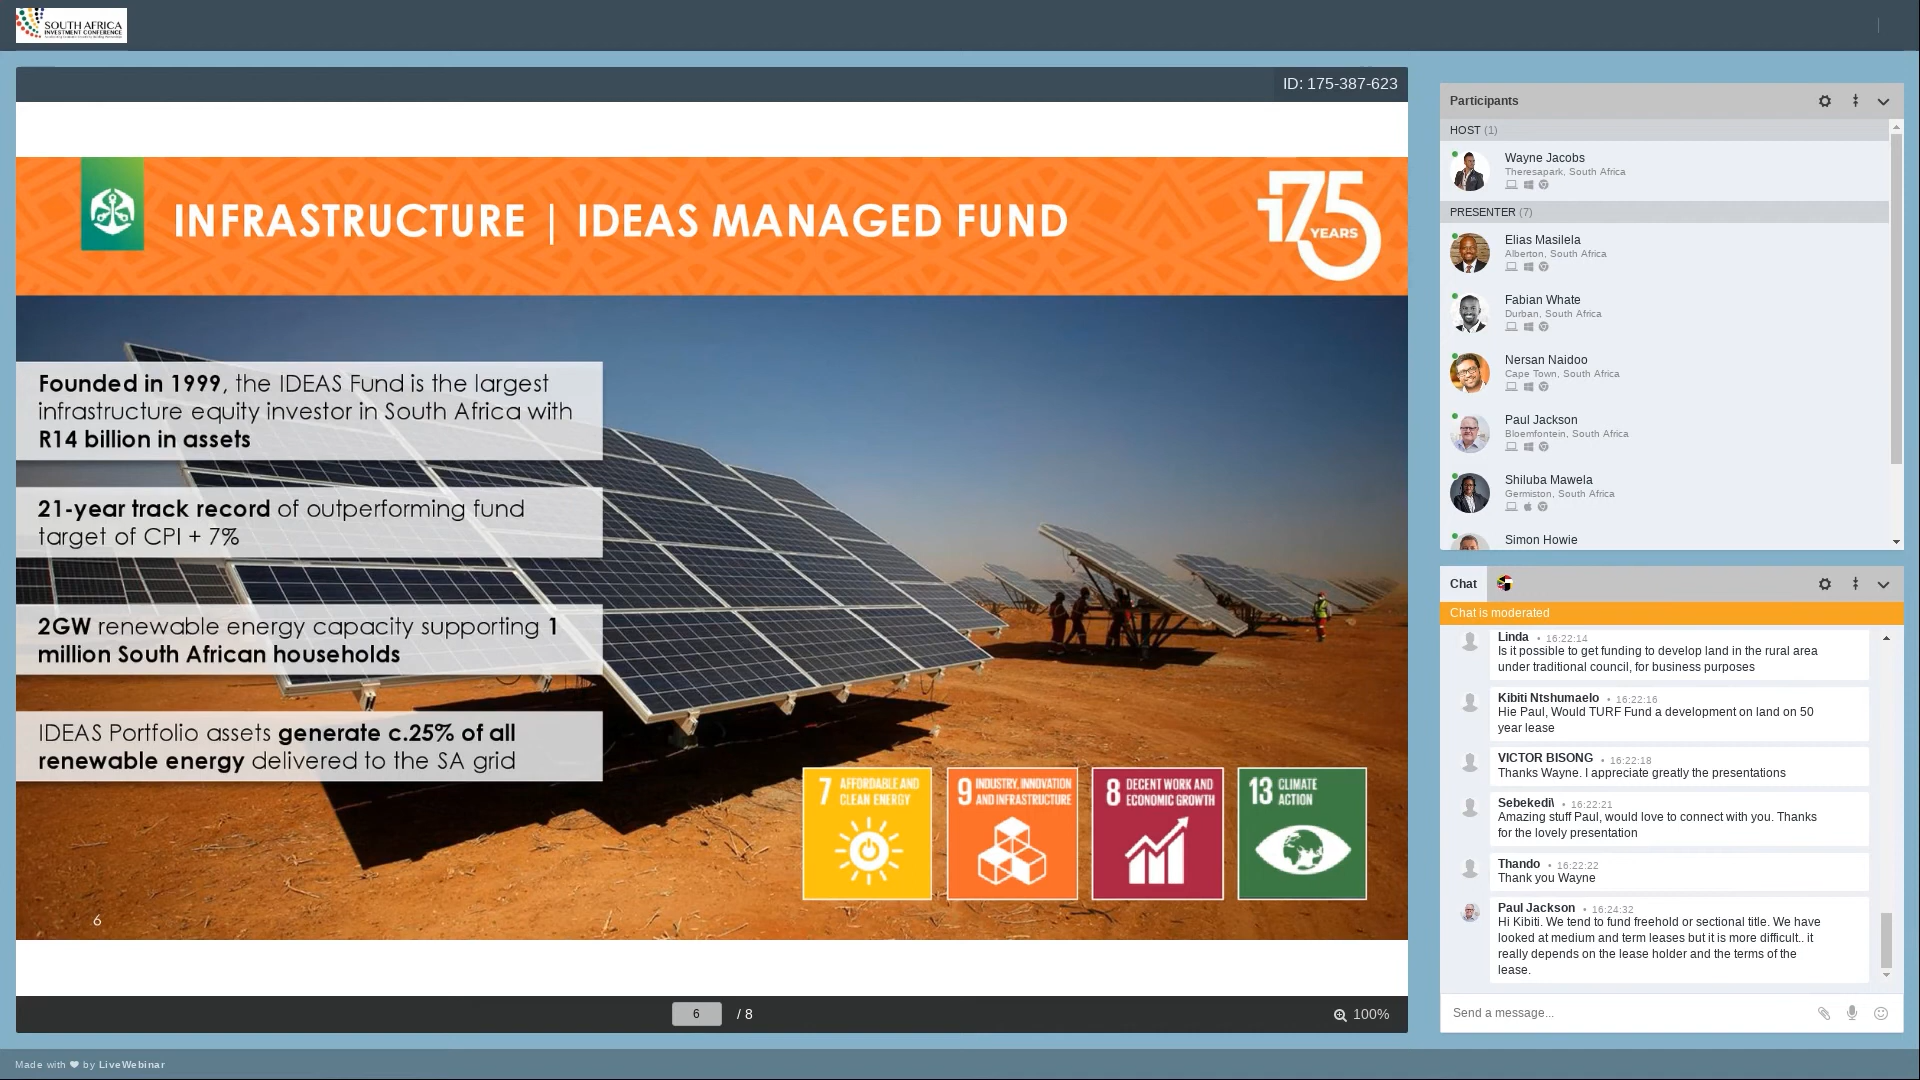 SOUTH AFRICA
INVESTMENT CONFERENCE
ID: 175-387-623
INFRASTRUCTURE | IDEAS MANAGED FUND
175
YEARS
Founded in 1999, the IDEAS Fund is the largest
infrastructure equity investor in South Africa with
R14 billion in assets
21-year track record of outperforming fund
target of CPI + 7%
2GW renewable energy capacity supporting 1
million South African households
IDEAS Portfolio assets generate c.25% of all
renewable energy delivered to the SA grid
7 AFFORDABLE AND
CLEAN ENERGY
9 INDUSTRY, INNOVATION
AND INFRASTRUCTURE
8 DECENT WORK AND
ECONOMIC GROWTH
13 CLIMATE
ACTION
6
6 / 8
100%
Participants
HOST (1)
Wayne Jacobs
Theresapark, South Africa
PRESENTER (7)
Elias Masilela
Alberton, South Africa
Fabian Whate
Durban, South Africa
Nersan Naidoo
Cape Town, South Africa
Paul Jackson
Bloemfontein, South Africa
Shiluba Mawela
Germiston, South Africa
Simon Howie
Chat
Chat is moderated
Linda • 16:22:14
Is it possible to get funding to develop land in the rural area
under traditional council, for business purposes
Kibiti Ntshumaelo • 16:22:16
Hie Paul, Would TURF Fund a development on land on 50
year lease
VICTOR BISONG • 16:22:18
Thanks Wayne. I appreciate greatly the presentations
Sebekedi\ • 16:22:21
Amazing stuff Paul, would love to connect with you. Thanks
for the lovely presentation
Thando • 16:22:22
Thank you Wayne
Paul Jackson • 16:24:32
Hi Kibiti. We tend to fund freehold or sectional title. We have
looked at medium and term leases but it is more difficult.. it
really depends on the lease holder and the terms of the
lease.
Send a message...
Made with ❤ by LiveWebinar